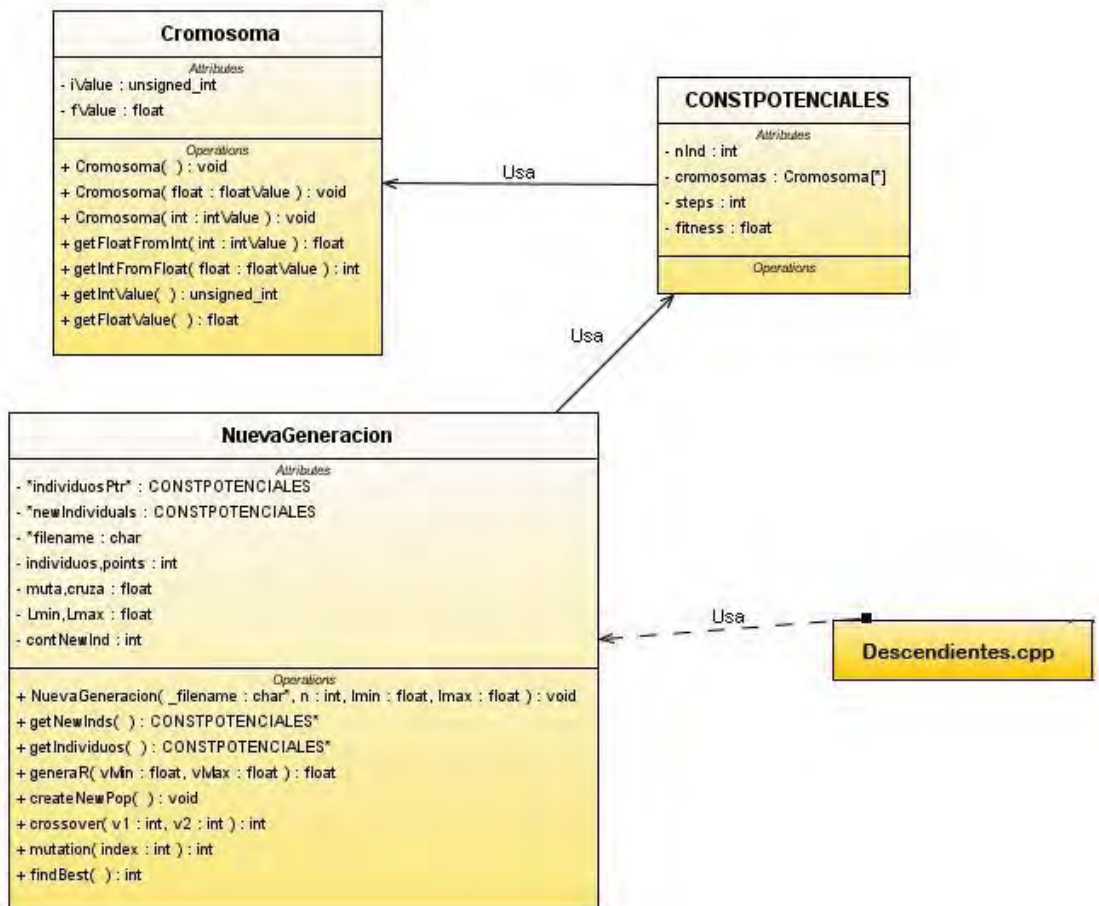 Cromosoma
Attributes
- iValue : unsigned_int
- fValue : float
Operations
+ Cromosoma( ) : void
+ Cromosoma( float : floatValue ) : void
+ Cromosoma( int : intValue ) : void
+ getFloatFromInt( int : intValue ) : float
+ getIntFromFloat( float : floatValue ) : int
+ getIntValue( ) : unsigned_int
+ getFloatValue( ) : float
Usa
CONSTPOTENCIALES
Attributes
- nInd : int
- cromosomas : Cromosoma[*]
- steps : int
- fitness : float
Operations
Usa
NuevaGeneracion
Attributes
- *individuosPtr* : CONSTPOTENCIALES
- *newIndividuals : CONSTPOTENCIALES
- *filename : char
- individuos,points : int
- muta,cruza : float
- Lmin,Lmax : float
- contNewInd : int
Operations
+ NuevaGeneracion( _filename : char*, n : int, lmin : float, lmax : float ) : void
+ getNewInds( ) : CONSTPOTENCIALES*
+ getIndividuos( ) : CONSTPOTENCIALES*
+ generaR( vMin : float, vMax : float ) : float
+ createNewPop( ) : void
+ crossover( v1 : int, v2 : int ) : int
+ mutation( index : int ) : int
+ findBest( ) : int
Usa
Descendientes.cpp